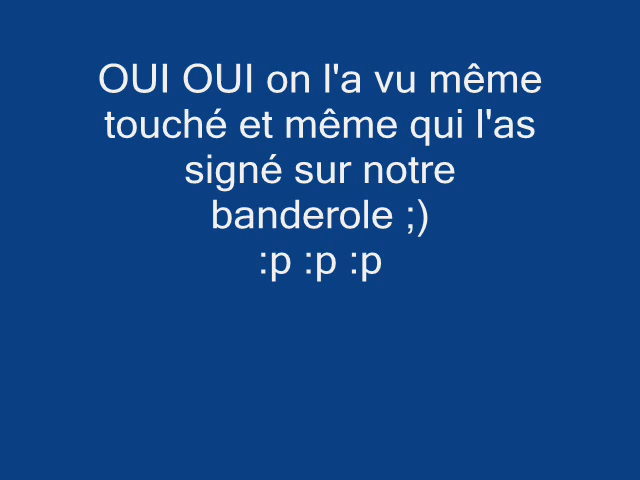 OUI OUI on l'a vu même
touché et même qui l'as
signé sur notre
banderole ;)
:p :p :p